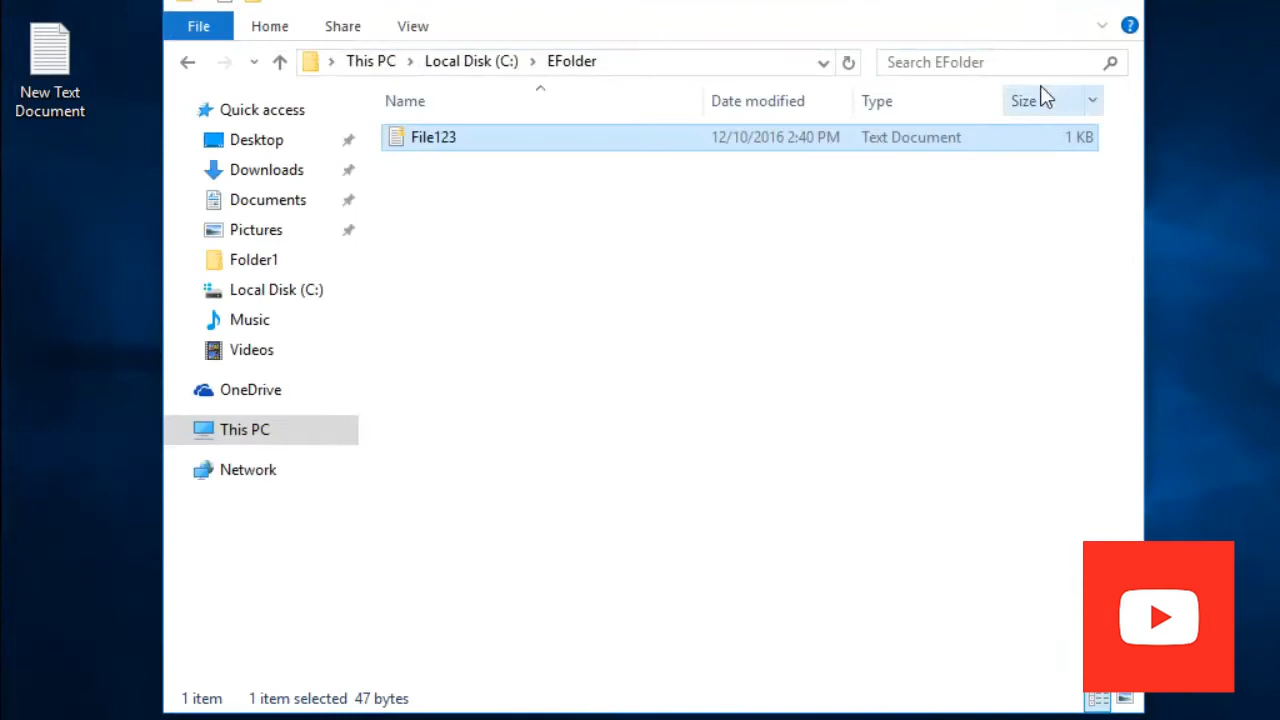 New Text
Document
File Home Share View
This PC Local Disk (C:) EFolder Search EFolder
Name Date modified Type Size
File123 12/10/2016 2:40 PM Text Document 1 KB
Quick access
Desktop
Downloads
Documents
Pictures
Folder1
Local Disk (C:)
Music
Videos
OneDrive
This PC
Network
1 item 1 item selected 47 bytes